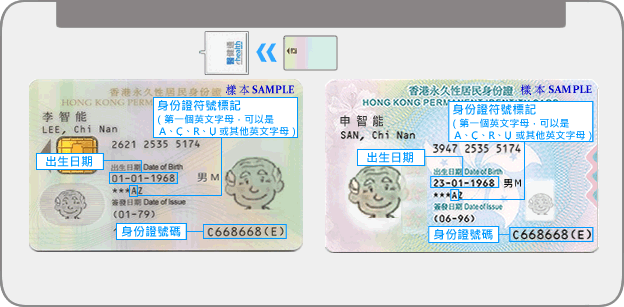 樣本 SAMPLE
香港永久性居民身份證
HONG KONG PERMANENT
身份證符號標記
(第一個英文字母，可以是
A、C、R、U 或其他英文字母)
李智能
LEE, Chi Nan
2621 2535 5174
出生日期
出生日期 Date of Birth
01-01-1968
男 M
***AZ
簽發日期 Date of Issue
(01-79)
身份證號碼
C668668(E)
樣本 SAMPLE
香港永久性居民身份證
HONG KONG PERMANENT IDENTITY CARD
身份證符號標記
(第一個英文字母，可以是
A、C、R、U 或其他英文字母)
申智能
SAN, Chi Nan
3947 2535 5174
出生日期
出生日期 Date of Birth
23-01-1968
男 M
***AZ
簽發日期 Date of Issue
(06-96)
身份證號碼
C668668(E)